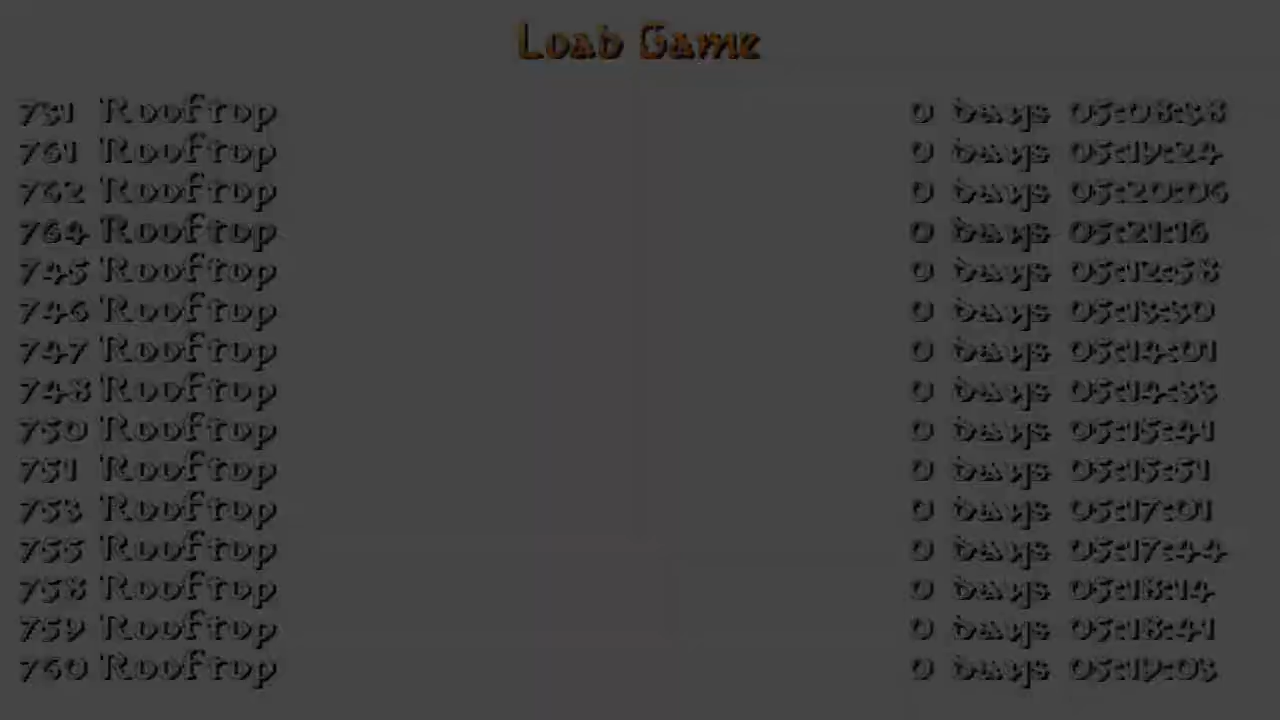 Load Game
731 Rooftop 0 days 05:08:38
761 Rooftop 0 days 05:19:24
762 Rooftop 0 days 05:20:06
764 Rooftop 0 days 05:21:16
745 Rooftop 0 days 05:12:58
746 Rooftop 0 days 05:13:30
747 Rooftop 0 days 05:14:01
748 Rooftop 0 days 05:14:33
750 Rooftop 0 days 05:15:41
751 Rooftop 0 days 05:15:51
753 Rooftop 0 days 05:17:01
755 Rooftop 0 days 05:17:44
758 Rooftop 0 days 05:18:14
759 Rooftop 0 days 05:18:41
760 Rooftop 0 days 05:19:03